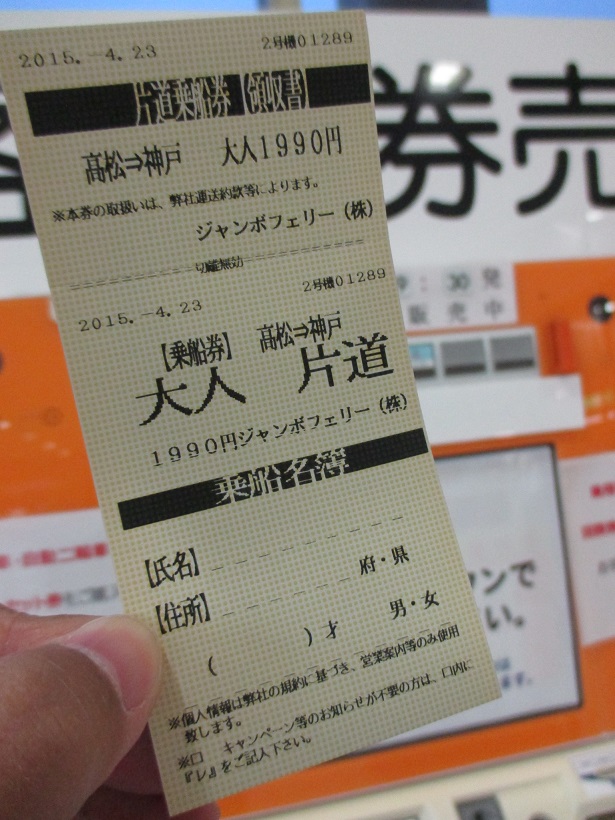 2015.-4.23 2号機01289
片道乗船券【領収書】
高松⇒神戸 大人1990円
※本券の取扱いは、弊社運送約款等によります。
ジャンボフェリー(株)
切離無効
2015.-4.23 2号機01289
【乗船券】 高松⇒神戸
大人 片道
1990円ジャンボフェリー(株)
乗船名簿
【氏名】
【住所】 府・県
( )才 男・女
※個人情報は弊社の規約に基づき、営業案内等のみ使用
致します。
※□ キャンペーン等のお知らせが不要の方は、□内に
『レ』をご記入下さい。
券売
30発
販売中